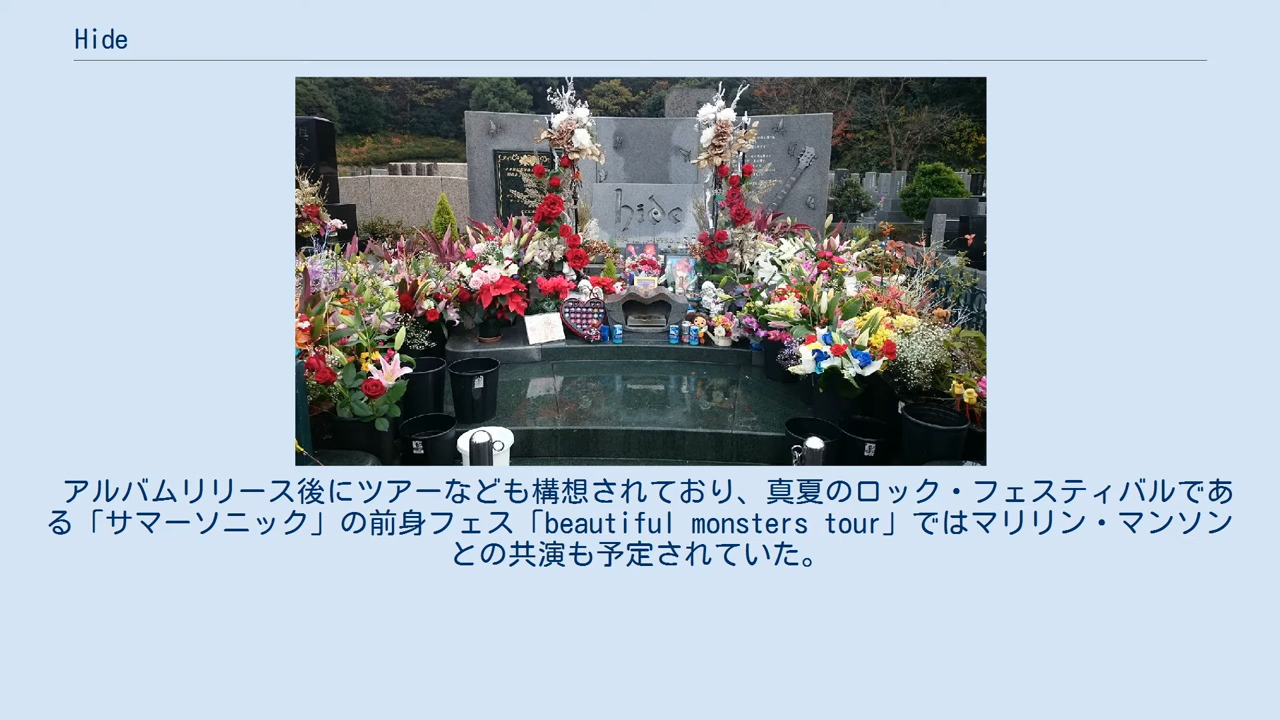 Hide
hide
アルバムリリース後にツアーなども構想されており、真夏のロック・フェスティバルであ
る「サマーソニック」の前身フェス「beautiful monsters tour」ではマリリン・マンソン
との共演も予定されていた。